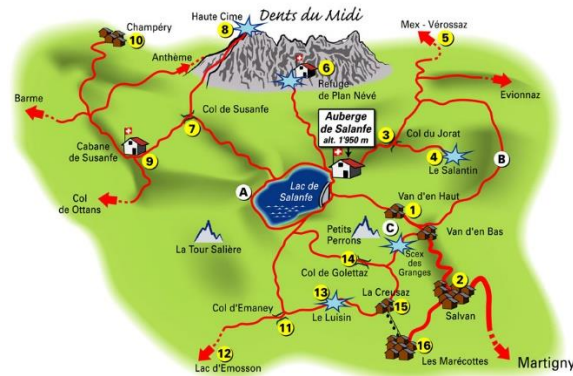 Dents du Midi
Haute Cime
8
Champéry
10
Anthème
Mex - Vérossaz
5
6
Refuge
de Plan Névé
Evionnaz
Barme
Col de Susanfe
7
Auberge
de Salanfe
alt. 1'950 m
3
Col du Jorat
4
Le Salantin
B
Cabane
de Susanfe
9
A
Lac de
Salanfe
Van d'en Haut
1
Col
de Ottans
La Tour Salière
Petits
Perrons
C
Van d'en Bas
Scex
des
Granges
14
Col de Golettaz
2
Salvan
13
Le Luisin
La Creusaz
15
Col d'Emaney
11
12
Lac d'Emosson
16
Les Marécottes
Martigny